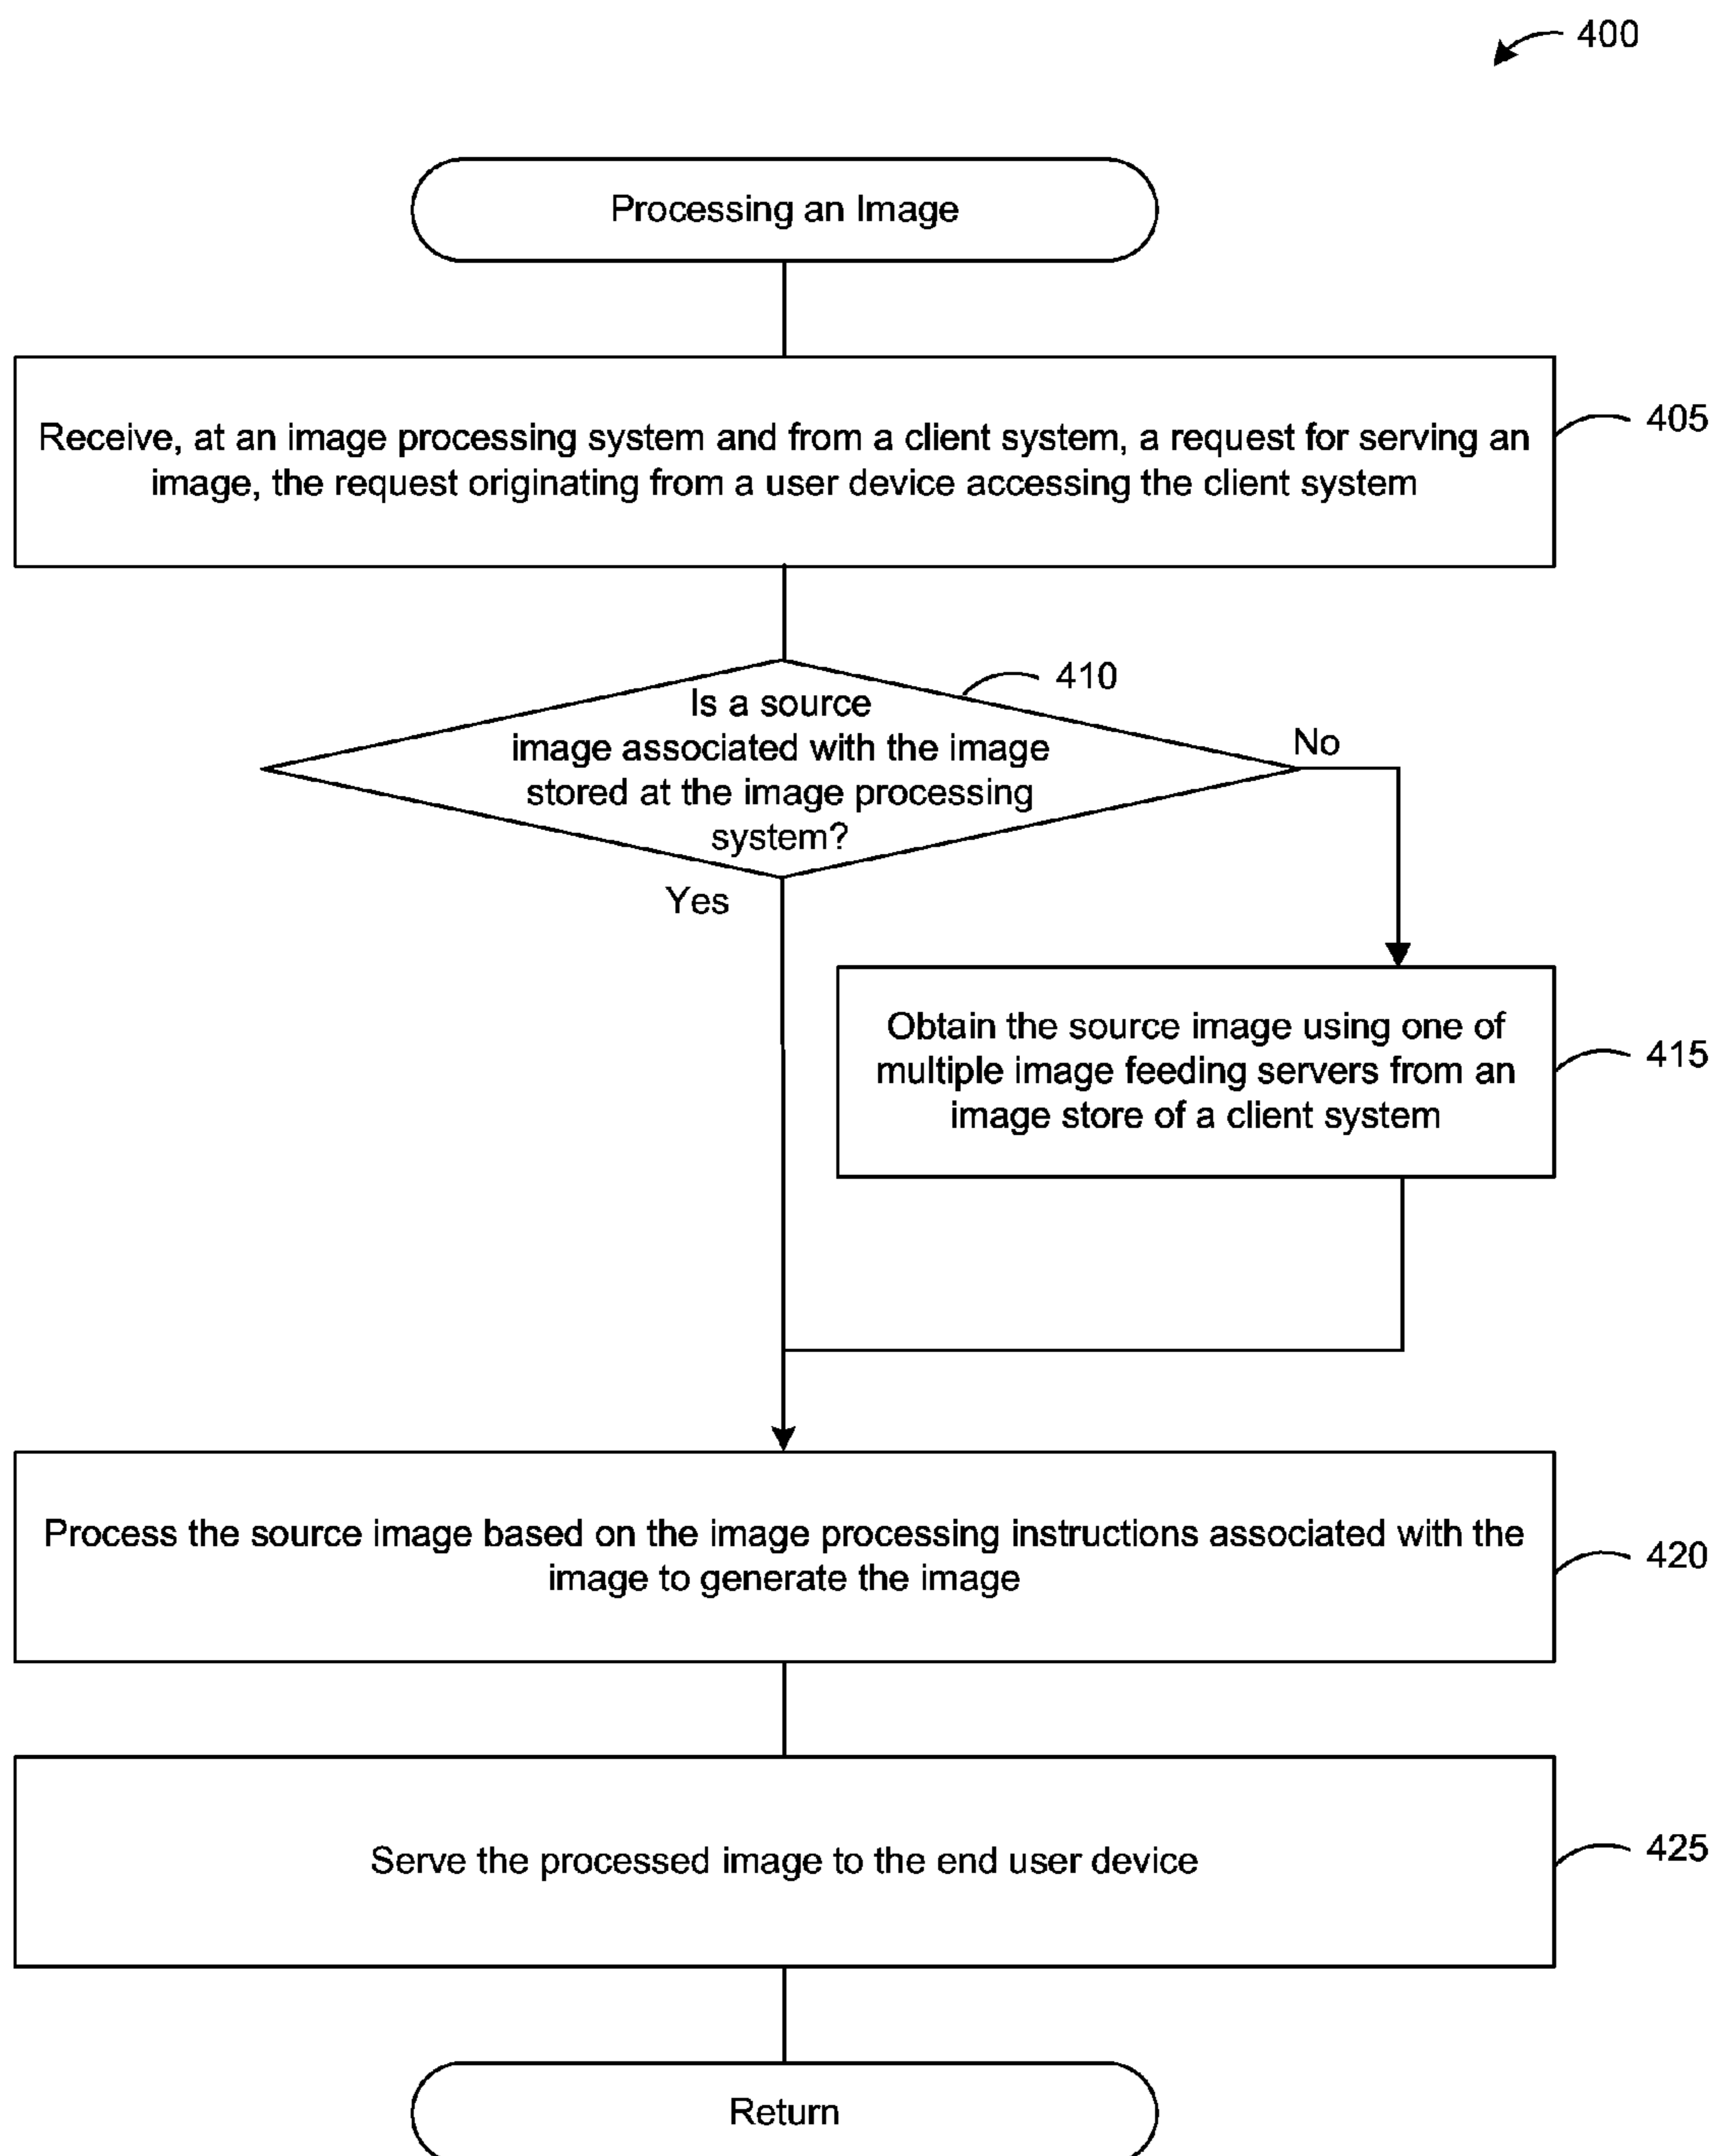 400
Processing an Image
Receive, at an image processing system and from a client system, a request for serving an
image, the request originating from a user device accessing the client system
405
410
Is a source
image associated with the image
stored at the image processing
system?
No
Yes
Obtain the source image using one of
multiple image feeding servers from an
image store of a client system
415
Process the source image based on the image processing instructions associated with the
image to generate the image
420
Serve the processed image to the end user device
425
Return